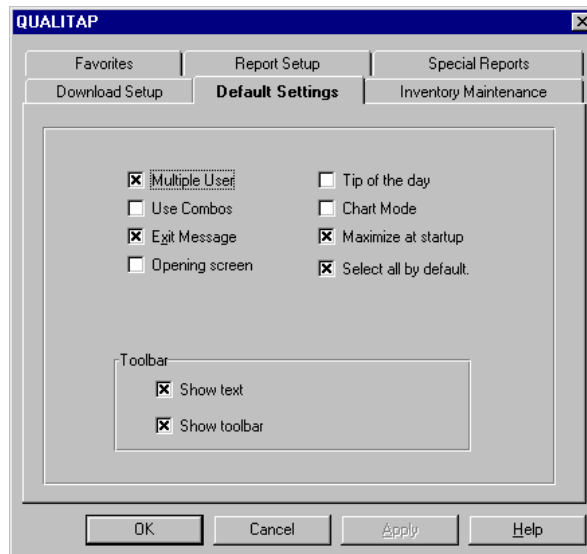 QUALITAP
Favorites Report Setup Special Reports
Download Setup Default Settings Inventory Maintenance
Multiple User Tip of the day
Use Combos Chart Mode
Exit Message Maximize at startup
Opening screen Select all by default.
Toolbar
Show text
Show toolbar
OK Cancel Apply Help